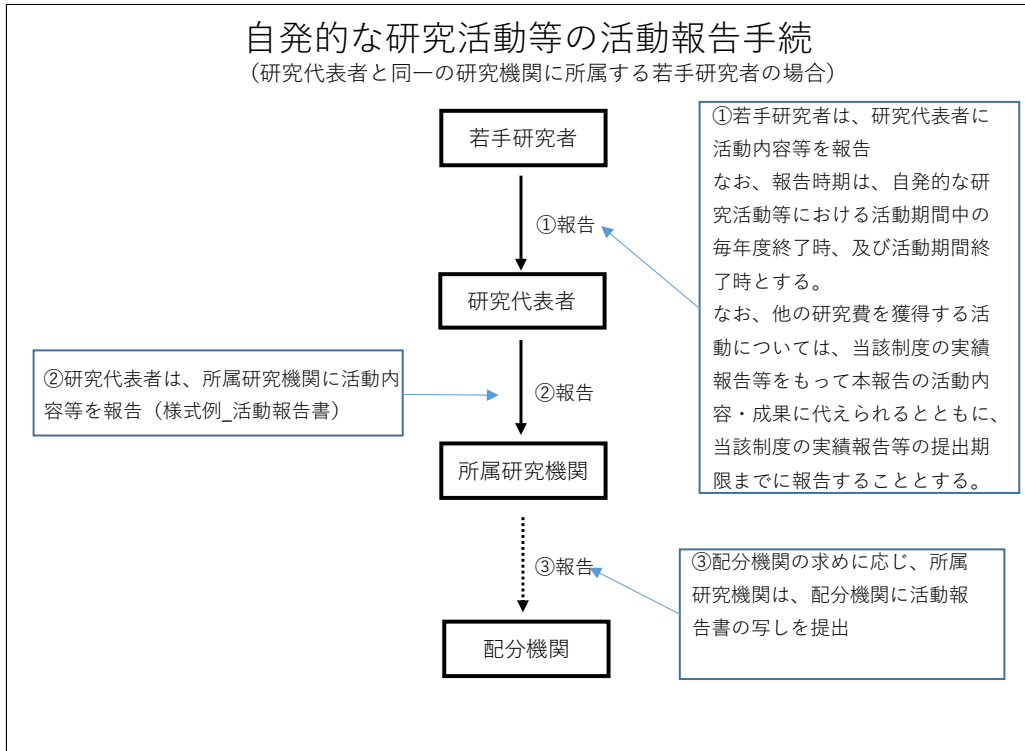 自発的な研究活動等の活動報告手続
（研究代表者と同一の研究機関に所属する若手研究者の場合）
若手研究者
①報告
研究代表者
②報告
所属研究機関
③報告
配分機関
①若手研究者は、研究代表者に
活動内容等を報告
なお、報告時期は、自発的な研
究活動等における活動期間中の
毎年度終了時、及び活動期間終
了時とする。
なお、他の研究費を獲得する活
動については、当該制度の実績
報告等をもって本報告の活動内
容・成果に代えられるとともに、
当該制度の実績報告等の提出期
限までに報告することとする。
②研究代表者は、所属研究機関に活動内
容等を報告（様式例_活動報告書）
③配分機関の求めに応じ、所属
研究機関は、配分機関に活動報
告書の写しを提出